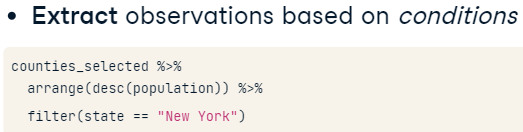 • Extract observations based on conditions
counties_selected %>%
  arrange(desc(population)) %>%
  filter(state == "New York")